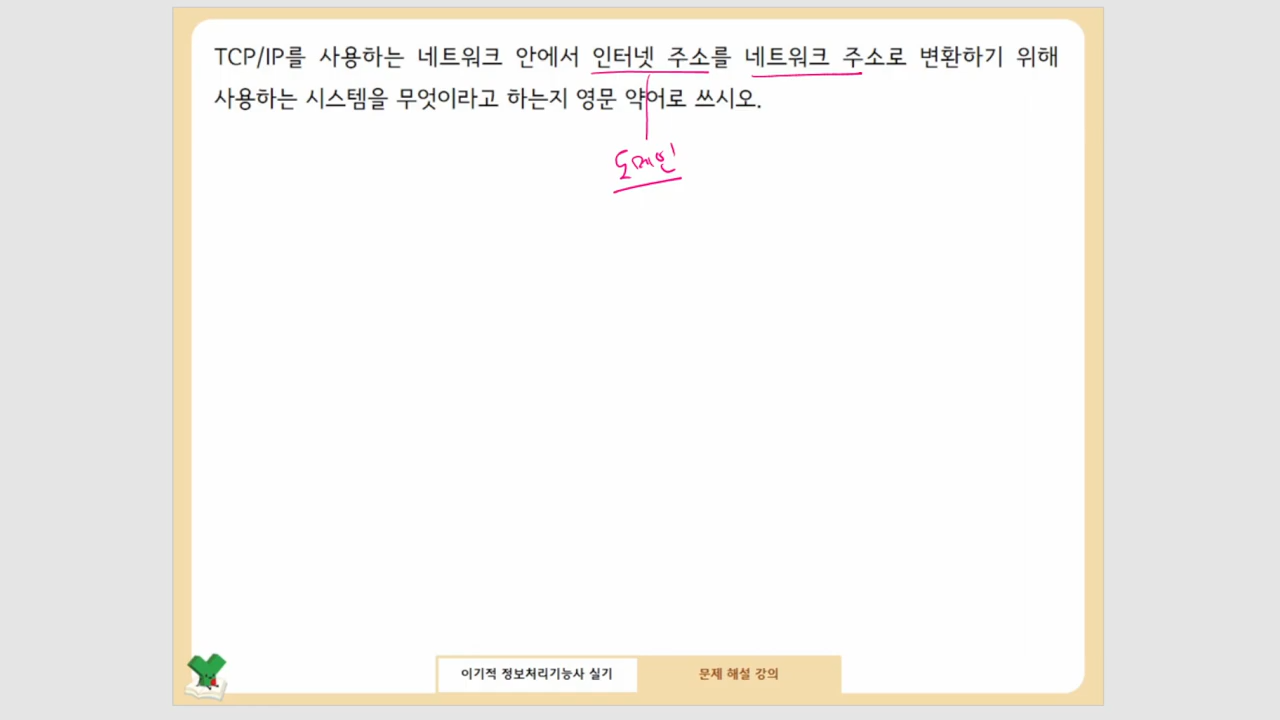 TCP/IP를 사용하는 네트워크 안에서 인터넷 주소를 네트워크 주소로 변환하기 위해
사용하는 시스템을 무엇이라고 하는지 영문 약어로 쓰시오.
도메인
이기적 정보처리기능사 실기
문제 해설 강의